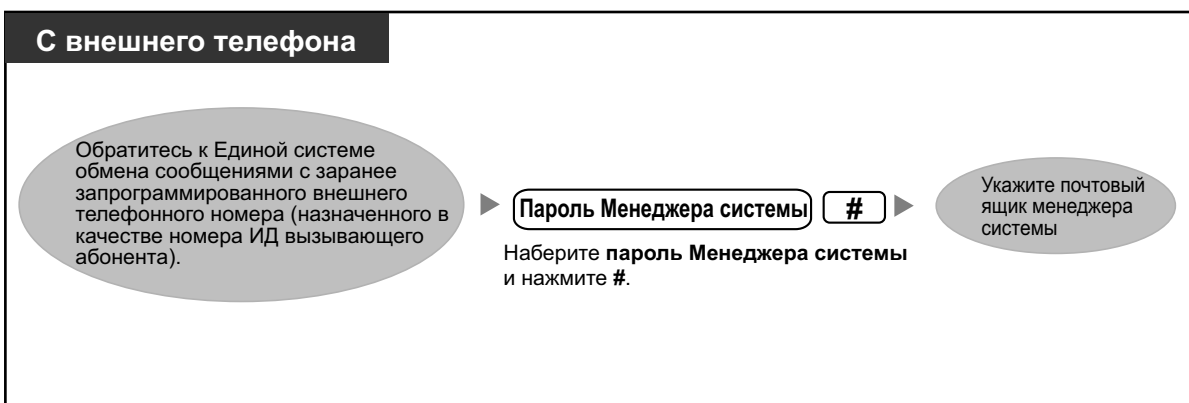 С внешнего телефона
Обратитесь к Единой системе
обмена сообщениями с заранее
запрограммированного внешнего
телефонного номера (назначенного в
качестве номера ИД вызывающего
абонента).
Пароль Менеджера системы #
Наберите пароль Менеджера системы
и нажмите #.
Укажите почтовый
ящик менеджера
системы